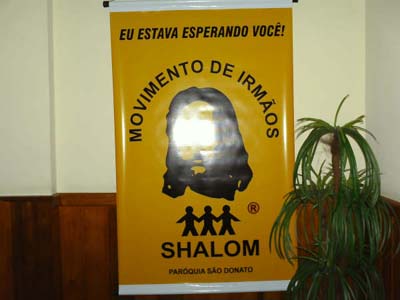 EU ESTAVA ESPERANDO VOCÊ!
MOVIMENTO DE IRMÃOS
®
SHALOM
PARÓQUIA SÃO DONATO